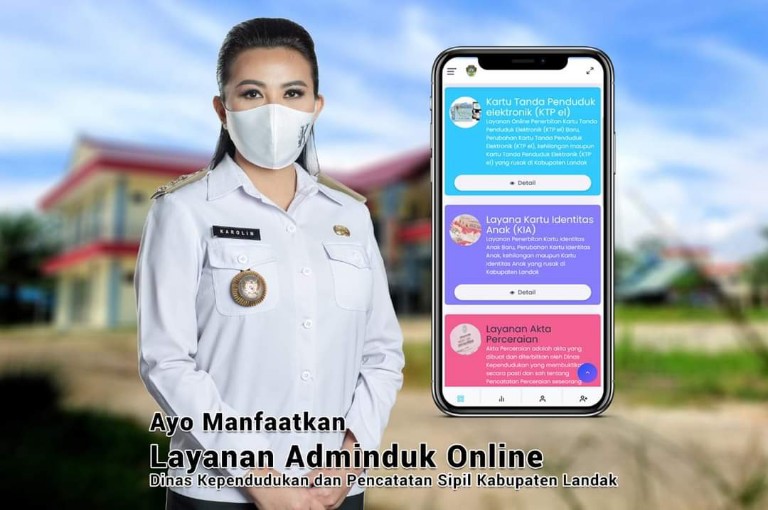 KAROLIN
Kartu Tanda Penduduk
elektronik (KTP el)
Layanan Online Penerbitan Kartu Tanda
Penduduk Elektronik (KTP el) Baru,
Perubahan Kartu Tanda Penduduk
Elektronik (KTP el), kehilangan maupun
Kartu Tanda Penduduk Elektronik (KTP
el) yang rusak di Kabupaten Landak
Detail
Layana Kartu Identitas
Anak (KIA)
Layanan Penerbitan Kartu Identitas
Anak Baru, Perubahan Kartu Identitas
Anak, kehilangan maupun Kartu
Identitas Anak yang rusak di
Kabupaten Landak
Detail
Layanan Akta
Perceraian
Akta Perceraian adalah akta yang
dibuat dan diterbitkan oleh Dinas
Kependudukan yang membuktikan
secara pasti dan sah tentang
Pencatatan Perceraian seseorang
Ayo Manfaatkan
Layanan Adminduk Online
Dinas Kependudukan dan Pencatatan Sipil Kabupaten Landak